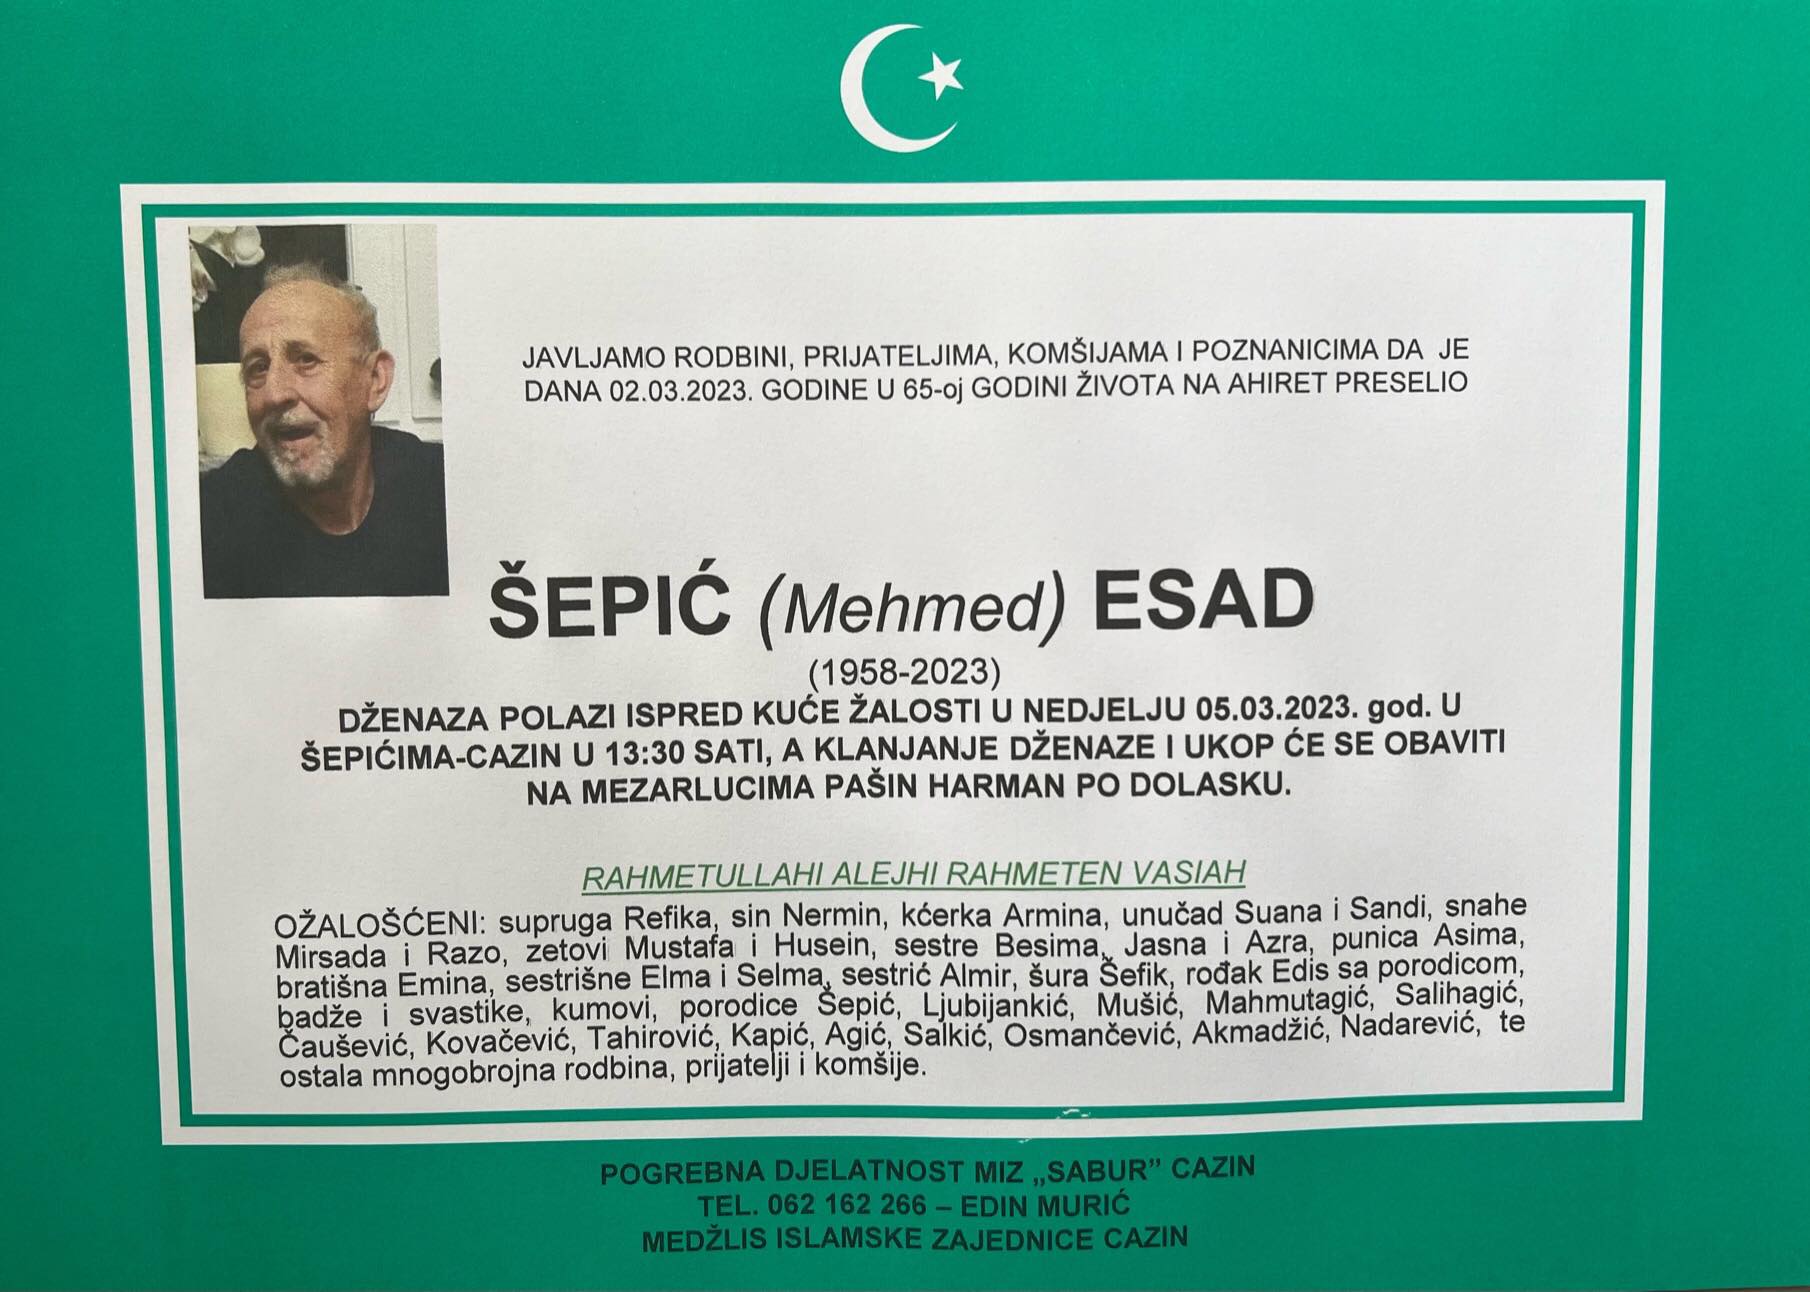 JAVLJAMO RODBINI, PRIJATELJIMA, KOMŠIJAMA I POZNANICIMA DA JE
DANA 02.03.2023. GODINE U 65-oj GODINI ŽIVOTA NA AHIRET PRESELIO
ŠEPIĆ (Mehmed) ESAD
(1958-2023)
DŽENAZA POLAZI ISPRED KUĆE ŽALOSTI U NEDJELJU 05.03.2023. god. U
ŠEPIĆIMA-CAZIN U 13:30 SATI, A KLANJANJE DŽENAZE I UKOP ĆE SE OBAVITI
NA MEZARLUCIMA PAŠIN HARMAN PO DOLASKU.
RAHMETULLAHI ALEJHI RAHMETEN VASIAH
OŽALOŠĆENI: supruga Refika, sin Nermin, kćerka Armina, unučad Suana i Sandi, snahe
Mirsada i Razo, zetovi Mustafa i Husein, sestre Besima, Jasna i Azra, punica Asima,
bratišna Emina, sestrišne Elma i Selma, sestrić Almir, šura Šefik, rođak Edis sa porodicom,
badže i svastike, kumovi, porodice Šepić, Ljubijankić, Mušić, Mahmutagić, Salihagić,
Čaušević, Kovačević, Tahirović, Kapić, Agić, Salkić, Osmančević, Akmadžić, Nadarević, te
ostala mnogobrojna rodbina, prijatelji i komšije.
POGREBNA DJELATNOST MIZ „SABUR” CAZIN
TEL. 062 162 266 – EDIN MURIĆ
MEDŽLIS ISLAMSKE ZAJEDNICE CAZIN